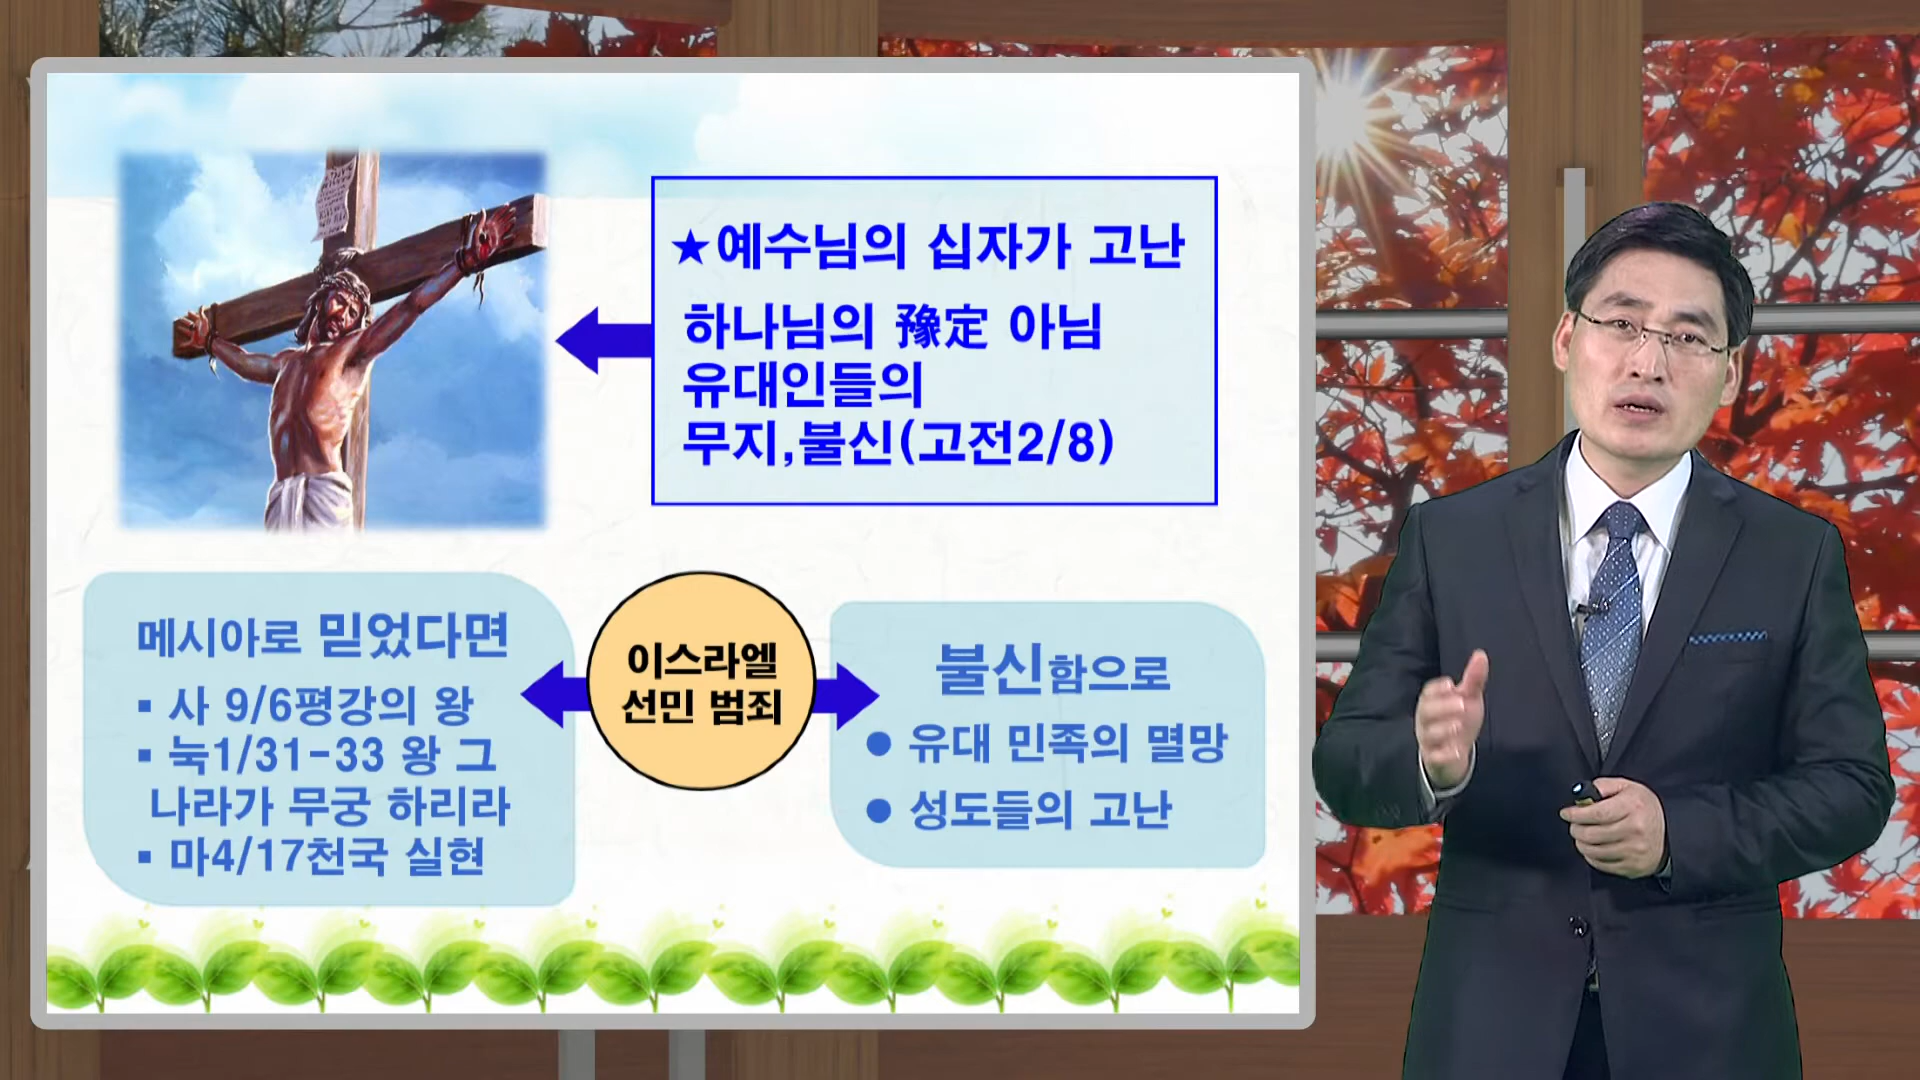 ★예수님의 십자가 고난
하나님의 豫定 아님
유대인들의
무지,불신(고전2/8)
메시아로 믿었다면
▪ 사 9/6평강의 왕
▪ 눅1/31-33 왕 그
나라가 무궁 하리라
▪ 마4/17천국 실현
이스라엘
선민 범죄
불신함으로
● 유대 민족의 멸망
● 성도들의 고난